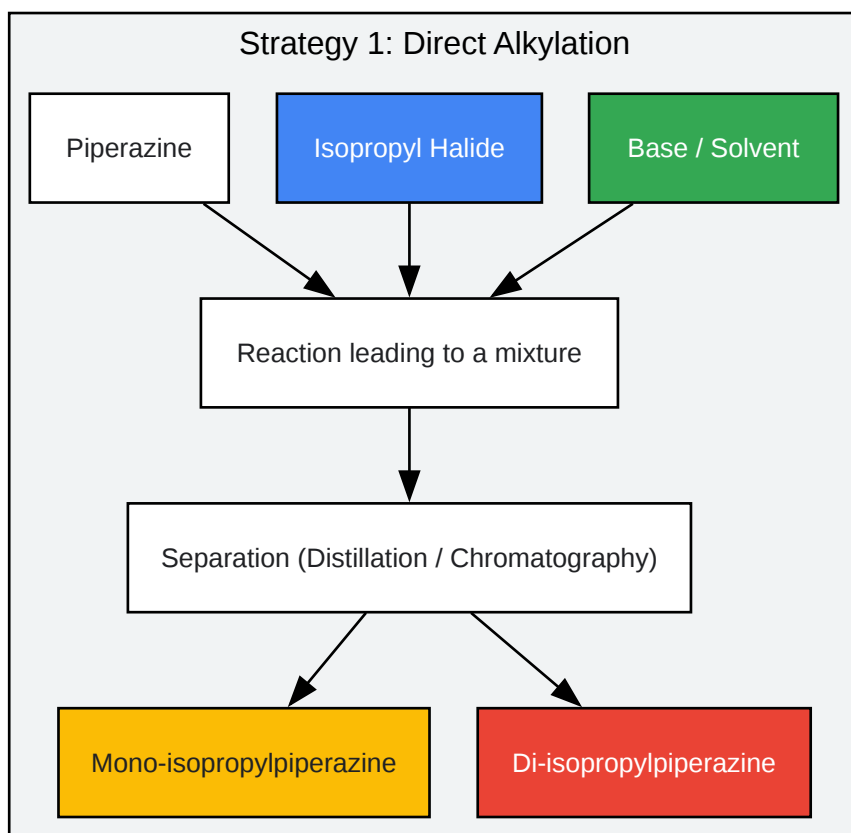 Strategy 1: Direct Alkylation
Piperazine
Isopropyl Halide
Base / Solvent
Reaction leading to a mixture
Separation (Distillation / Chromatography)
Mono-isopropylpiperazine
Di-isopropylpiperazine